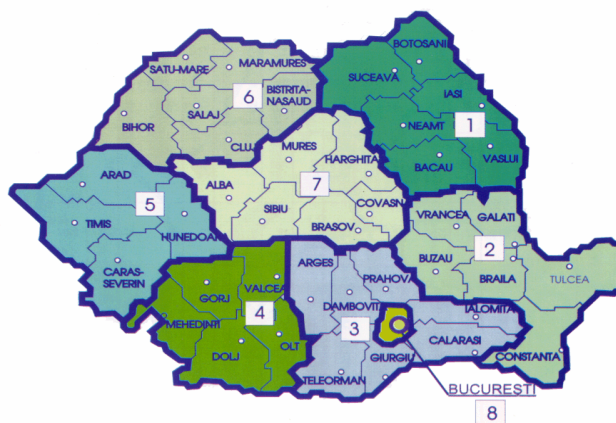 BOTOSANI
SATU-MARE
MARAMURES
SUCEAVA
BISTRITA-
NASAUD
6
IASI
SALAJ
BIHOR
NEAMT
1
CLUJ
MURES
VASLUI
HARGHITA
BACAU
ARAD
ALBA
7
5
COVASN
SIBIU
VRANCEA
GALATI
TIMIS
BRASOV
HUNEDOAR
2
BUZAU
ARGES
CARAS-
SEVERIN
PRAHOVA
TULCEA
VALCEA
BRAILA
GORJ
DAMBOVIT
4
IALOMITA
MEHEDINTI
3
OLT
DOLJ
CALARASI
GIURGIU
CONSTANTA
TELEORMAN
BUCURESTI
8